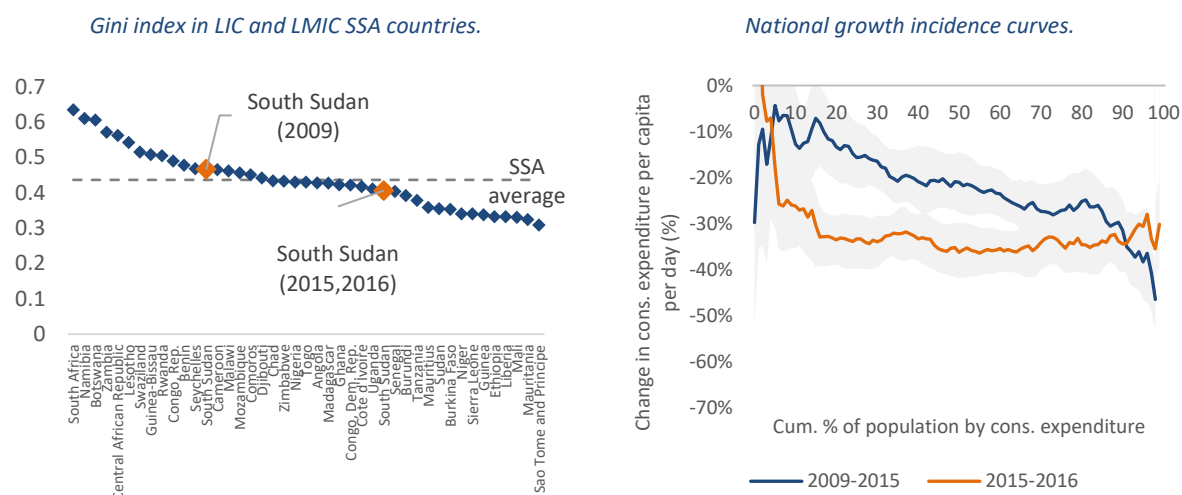 Gini index in LIC and LMIC SSA countries.
0.7
0.6
0.5
0.4
0.3
0.2
0.1
0
South Sudan
(2009)
SSA
average
South Sudan
(2015,2016)
South Africa
Namibia
Botswana
Zambia
Central African Republic
Lesotho
Swaziland
Guinea-Bissau
Rwanda
Congo, Rep.
Benin
Seychelles
South Sudan
Cameroon
Malawi
Mozambique
Comoros
Djibouti
Chad
Zimbabwe
Nigeria
Togo
Angola
Madagascar
Ghana
Congo, Dem. Rep.
Cote d'Ivoire
Uganda
South Sudan
Senegal
Burundi
Tanzania
Mauritius
Sudan
Burkina Faso
Niger
Sierra Leone
Guinea
Ethiopia
Liberia
Mali
Mauritania
Sao Tome and Principe
National growth incidence curves.
Change in cons. expenditure per capita
per day (%)
0%
-10%
-20%
-30%
-40%
-50%
-60%
-70%
0 10 20 30 40 50 60 70 80 90 100
Cum. % of population by cons. expenditure
2009-2015 2015-2016